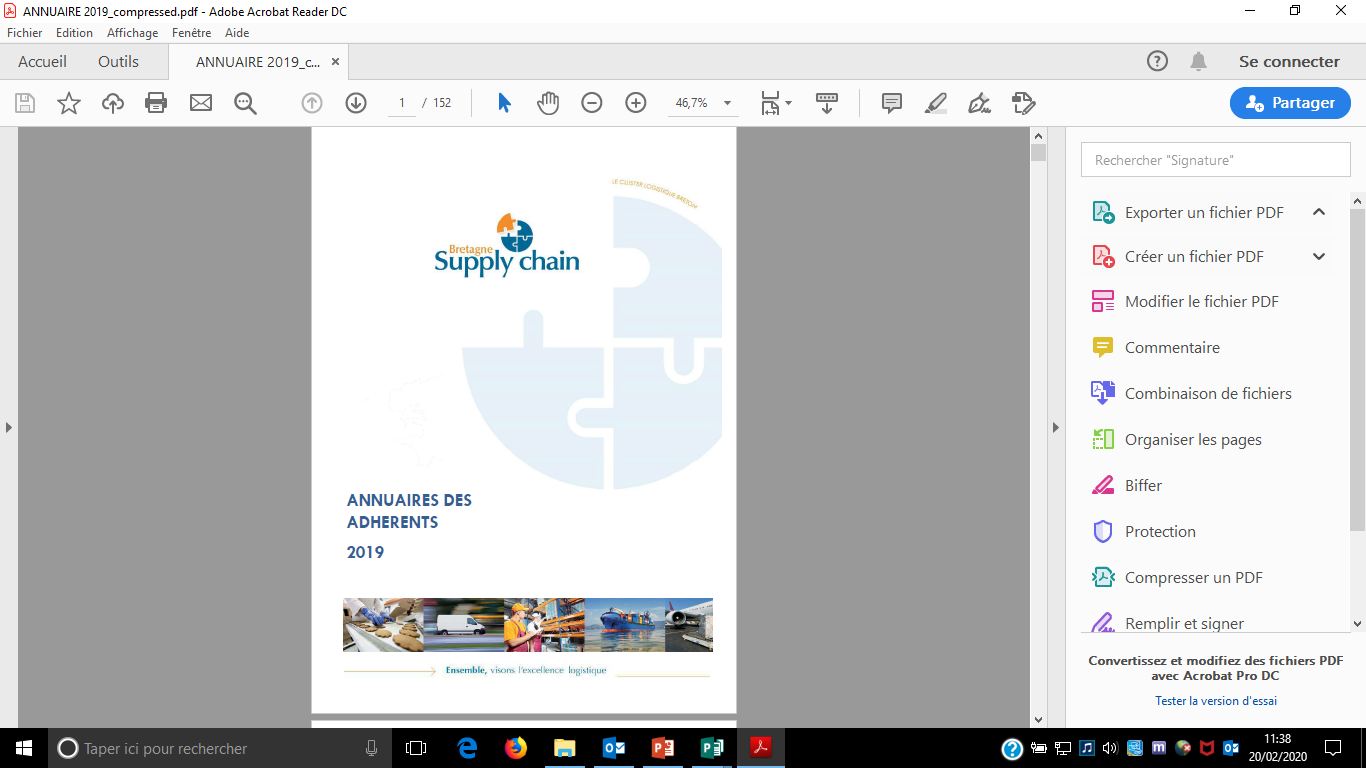 ANNUAIRE 2019_compressed.pdf - Adobe Acrobat Reader DC
Fichier Edition Affichage Fenêtre Aide
Accueil Outils ANNUAIRE 2019_c... × Se connecter
1 / 152 46,7% Partager
LE CLUSTER LOGISTIQUE BRETON
Bretagne
Supply chain
ANNUAIRES DES
ADHERENTS
2019
Ensemble, visons l'excellence logistique
Rechercher "Signature"
Exporter un fichier PDF
Créer un fichier PDF
Modifier le fichier PDF
Commentaire
Combinaison de fichiers
Organiser les pages
Biffer
Protection
Compresser un PDF
Remplir et signer
Convertissez et modifiez des fichiers PDF
avec Acrobat Pro DC
Tester la version d'essai
Taper ici pour rechercher
11:38
20/02/2020